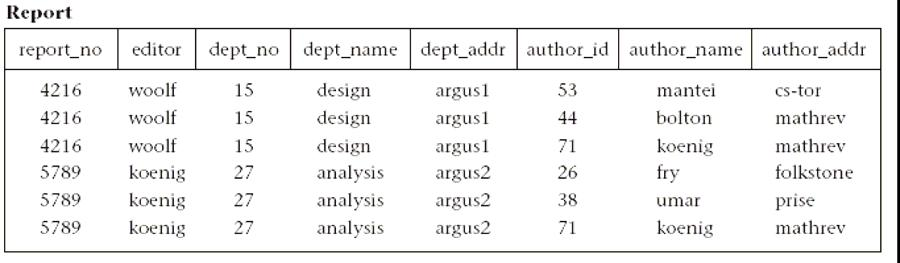 Report
report_no editor dept_no dept_name dept_addr author_id author_name author_addr
4216 woolf 15 design argus1 53 mantei cs-tor
4216 woolf 15 design argus1 44 bolton mathrev
4216 woolf 15 design argus1 71 koenig mathrev
5789 koenig 27 analysis argus2 26 fry folkstone
5789 koenig 27 analysis argus2 38 umar prise
5789 koenig 27 analysis argus2 71 koenig mathrev